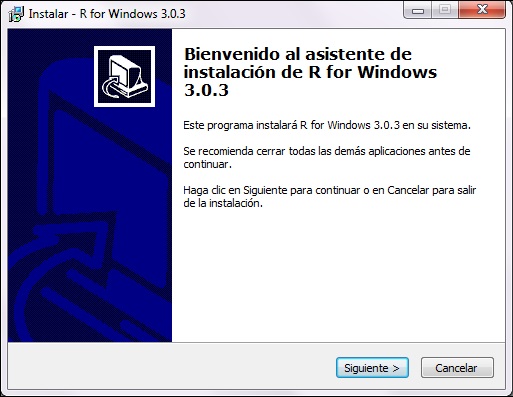 Instalar - R for Windows 3.0.3
Bienvenido al asistente de
instalación de R for Windows
3.0.3
Este programa instalará R for Windows 3.0.3 en su sistema.
Se recomienda cerrar todas las demás aplicaciones antes de
continuar.
Haga clic en Siguiente para continuar o en Cancelar para salir
de la instalación.
Siguiente >
Cancelar